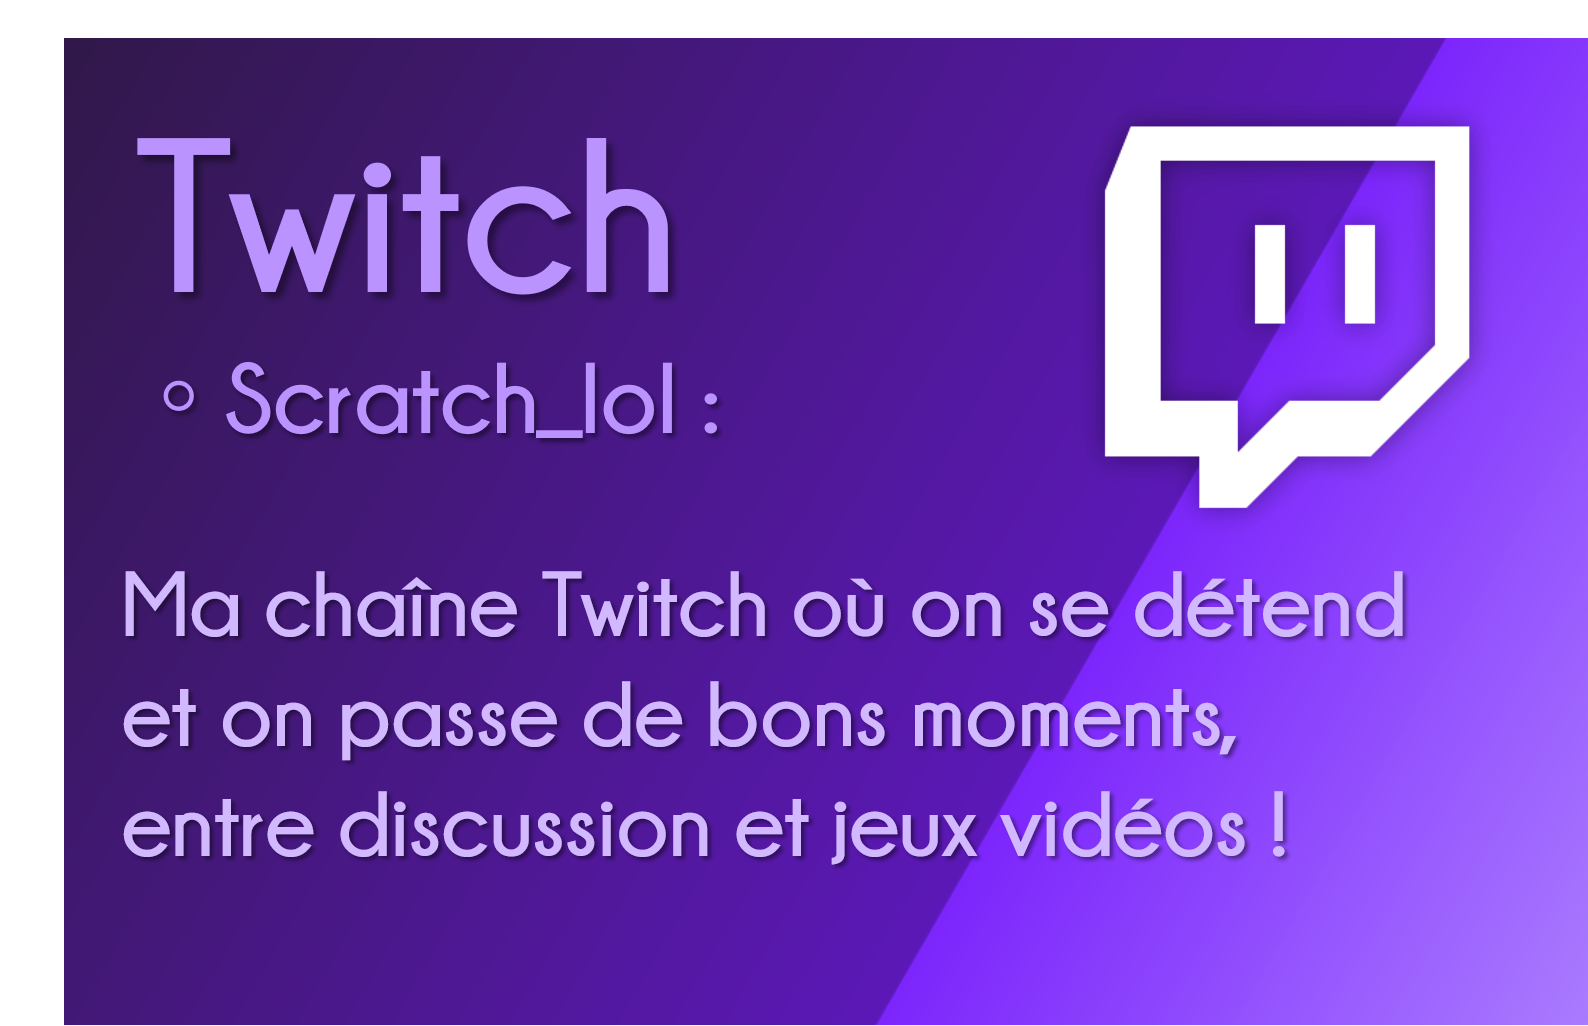 Twitch
° Scratch_lol :
Ma chaîne Twitch où on se détend
et on passe de bons moments,
entre discussion et jeux vidéos !